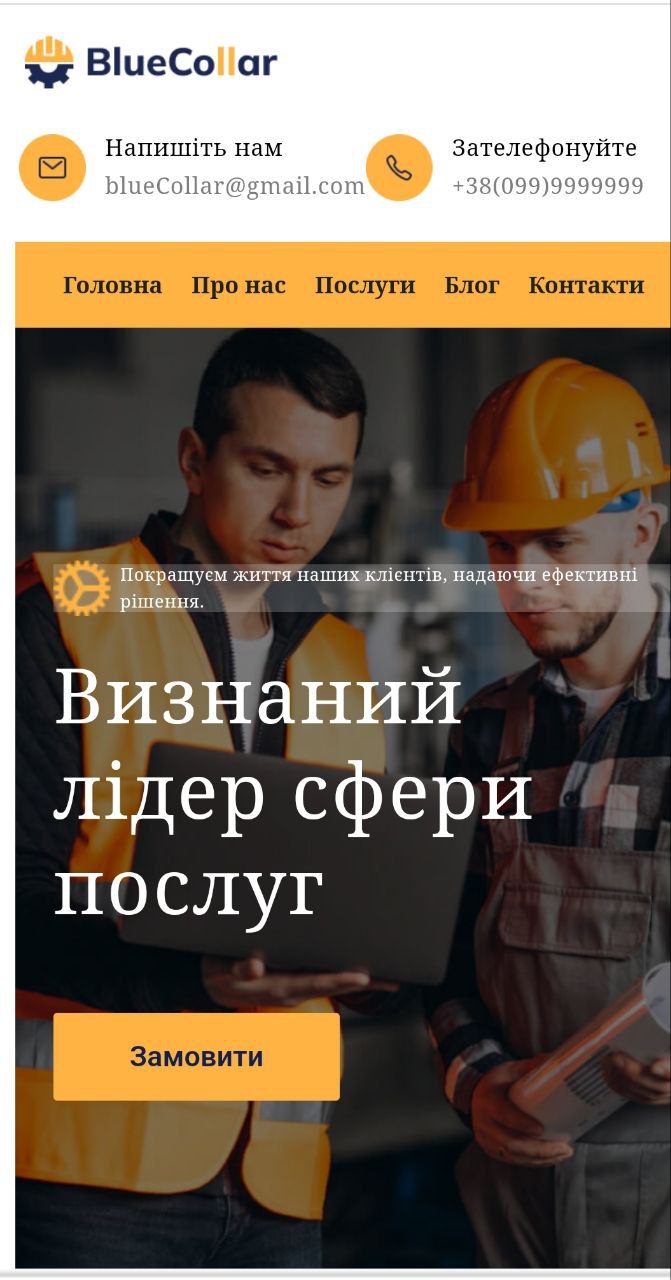 BlueCollar
Напишіть нам
blueCollar@gmail.com
Зателефонуйте
+38(099)9999999
Головна Про нас Послуги Блог Контакти
Покращуєм життя наших клієнтів, надаючи ефективні
рішення.
Визнаний
лідер сфери
послуг
Замовити